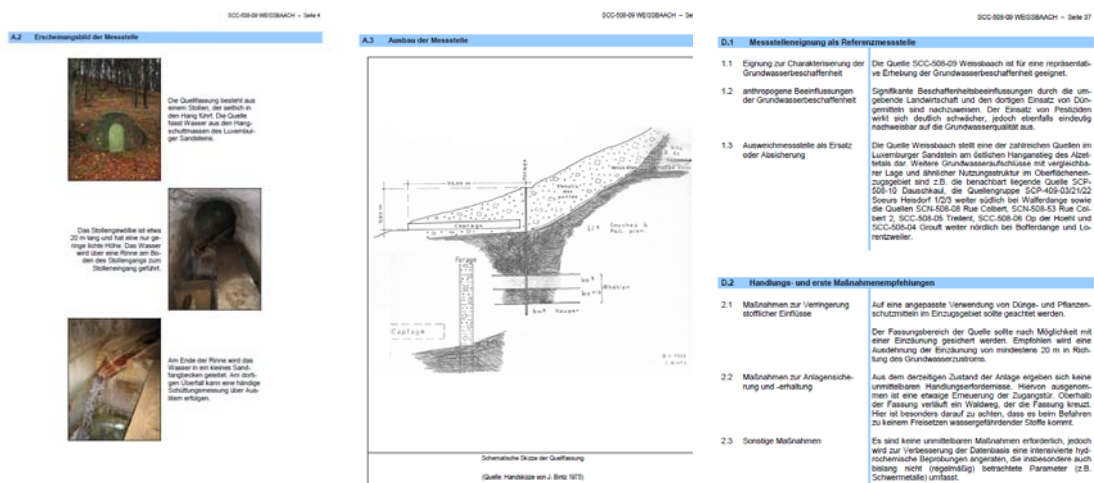 SCC-508-09 WEISSBAACH – Seite 4
A.2 Erscheinungsbild der Messstelle
Die Quellfassung besteht aus
einem Stollen, der seitlich in
den Hang führt. Die Quelle
fasst Wasser aus den Hang-
schuttmassen des Luxembur-
ger Sandsteins.
Das Stollengewölbe ist etwa
20 m lang und hat eine nur ge-
ringe lichte Höhe. Das Wasser
wird über eine Rinne am Bo-
den des Stollengangs zum
Stolleneingang geführt.
Am Ende der Rinne wird das
Wasser in ein kleines Sand-
fangbecken geleitet. Am dorti-
gen Überfall kann eine händige
Schüttungsmessung über Aus-
litern erfolgen.
SCC-508-09 WEISSBAACH – Se
A.3 Ausbau der Messstelle
Forage
Éboulis
des
pentes
Captage
li4 Couches à
Psil. plan.
Forage
ko
Rhétien
Captage
Schematische Skizze der Quellfassung
(Quelle: Handskizze von J. Bintz 1975)
SCC-508-09 WEISSBAACH – Seite 37
D.1 Messstelleneignung als Referenzmessstelle
1.1 Eignung zur Charakterisierung der Grundwasserbeschaffenheit
Die Quelle SCC-508-09 Weissbaach ist für eine repräsentati-
ve Erhebung der Grundwasserbeschaffenheit geeignet.
1.2 anthropogene Beeinflussungen der Grundwasserbeschaffenheit
Signifikante Beschaffenheitsbeeinflussungen durch die um-
gebende Landwirtschaft und den dortigen Einsatz von Dün-
gemitteln sind nachzuweisen. Der Einsatz von Pestiziden
wirkt sich deutlich schwächer, jedoch ebenfalls eindeutig
nachweisbar auf die Grundwasserqualität aus.
1.3 Ausweichmessstelle als Ersatz oder Absicherung
Die Quelle Weissbaach stellt eine der zahlreichen Quellen im
Luxemburger Sandstein am östlichen Hanganstieg des Alzet-
tetals dar. Weitere Grundwasseraufschlüsse mit vergleichba-
rer Lage und ähnlicher Nutzungsstruktur im Oberflächenein-
zugsgebiet sind z.B. die benachbart liegende Quelle SCP-
508-10 Dauschkaul, die Quellengruppe SCP-409-03/21/22
Soeurs Heisdorf 1/2/3 weiter südlich bei Walferdange sowie
die Quellen SCN-508-08 Rue Colbert, SCN-508-53 Rue Col-
bert 2, SCC-508-05 Treilent, SCC-508-06 Op der Hoehl und
SCC-508-04 Grouft weiter nördlich bei Bofferdange und Lo-
rentzweiler.
D.2 Handlungs- und erste Maßnahmenempfehlungen
2.1 Maßnahmen zur Verringerung stofflicher Einflüsse
Auf eine angepasste Verwendung von Dünge- und Pflanzen-
schutzmitteln im Einzugsgebiet sollte geachtet werden.
Der Fassungsbereich der Quelle sollte nach Möglichkeit mit
einer Einzäunung gesichert werden. Empfohlen wird eine
Ausdehnung der Einzäunung von mindestens 20 m in Rich-
tung des Grundwasserzustroms.
2.2 Maßnahmen zur Anlagensiche-
rung und -erhaltung
Aus dem derzeitigen Zustand der Anlage ergeben sich keine
unmittelbaren Handlungserfordernisse. Hiervon ausgenom-
men ist eine etwaige Erneuerung der Zugangstür. Oberhalb
der Fassung verläuft ein Waldweg, der die Fassung kreuzt.
Hier ist besonders darauf zu achten, dass es beim Befahren
zu keinem Freisetzen wassergefährdender Stoffe kommt.
2.3 Sonstige Maßnahmen
Es sind keine unmittelbaren Maßnahmen erforderlich, jedoch
wird zur Verbesserung der Datenbasis eine intensivierte hyd-
rochemische Beprobungen angeraten, die insbesondere auch
bislang nicht (regelmäßig) betrachtete Parameter (z.B.
Schwermetalle) umfasst.